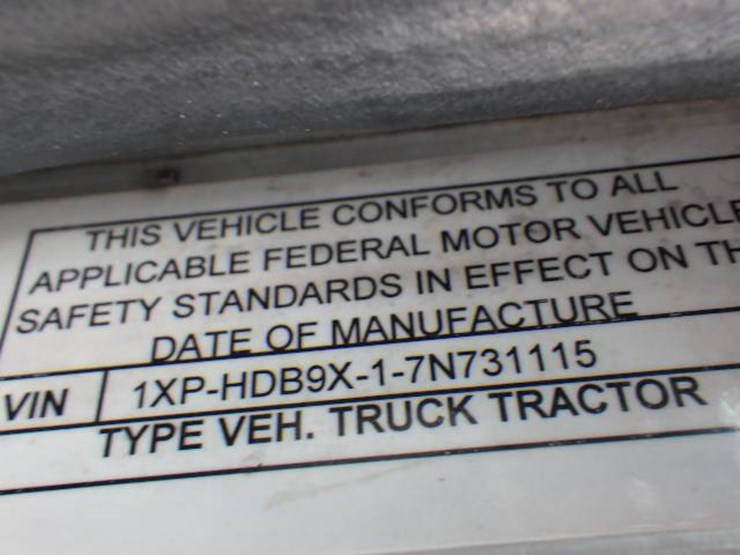 THIS VEHICLE CONFORMS TO ALL
APPLICABLE FEDERAL MOTOR VEHICLE
SAFETY STANDARDS IN EFFECT ON TH
DATE OF MANUFACTURE
VIN 1XP-HDB9X-1-7N731115
TYPE VEH. TRUCK TRACTOR